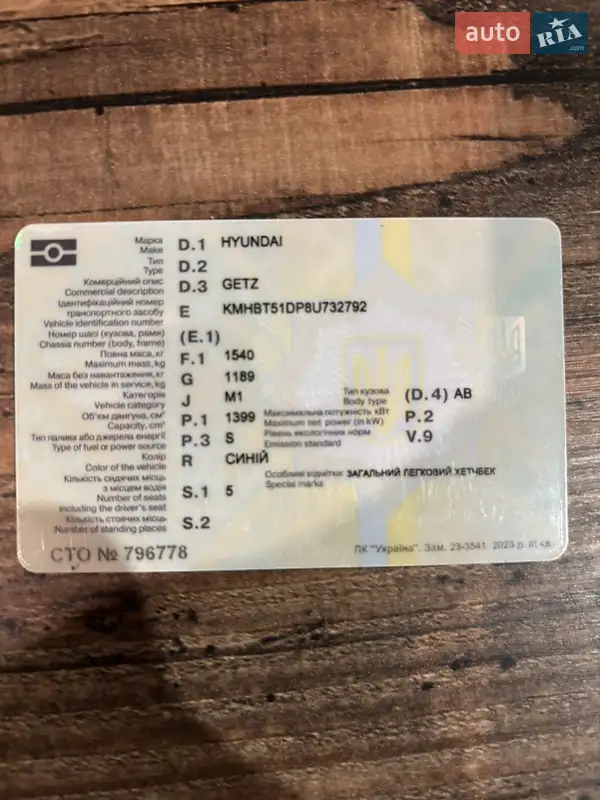 auto RIA.com
Марка
Make D.1 HYUNDAI
Тип
Type D.2
Комерційний опис
Commercial description D.3 GETZ
Ідентифікаційний номер
транспортного засобу
Vehicle identification number E KMHBT51DP8U732792
Номер шасі (кузова, рами)
Chassis number (body, frame) (E.1)
Повна маса, кг
Maximum mass, kg F.1 1540
Маса без навантаження, кг
Mass of the vehicle in service, kg G 1189
Категорія
Vehicle category J M1
Тип кузова
Body type (D.4) AB
Об'єм двигуна, см³
Capacity, cm³ P.1 1399
Максимальна потужність кВт
Maximum net power (in kW) P.2
Тип палива або джерела енергії
Type of fuel or power source P.3 S
Рівень екологічних норм
Emission standard V.9
Колір
Color of the vehicle R СИНІЙ
Особливі відмітки: ЗАГАЛЬНИЙ ЛЕГКОВИЙ ХЕТЧБЕК
Special marks
Кількість сидячих місць
з місцем водія
Number of seats
including the driver's seat S.1 5
Кількість стоячих місць
Number of standing places S.2
СТО № 796778
ПК "Україна". Зам. 23-3541. 2023 р. III кв.